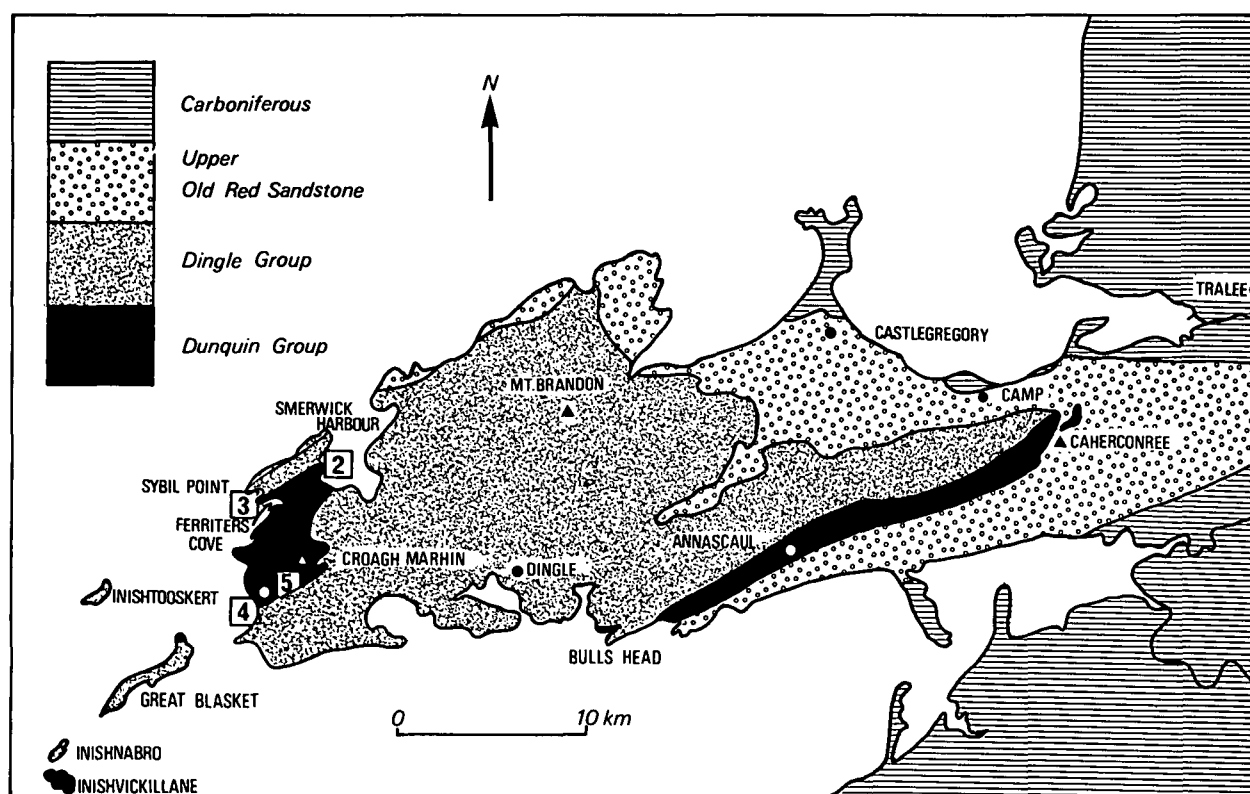 Carboniferous
Upper
Old Red Sandstone
Dingle Group
Dunquin Group
N
TRALEE
CASTLEGREGORY
MT. BRANDON
CAMP
SMERWICK
HARBOUR
CAHERCONREE
2
SYBIL POINT
3
FERRITERS
COVE
ANNASCAUL
CROAGH MARHIN
DINGLE
5
INISHTOOSKERT
4
BULLS HEAD
GREAT BLASKET
0 10 km
INISHNABRO
INISHVICKILLANE